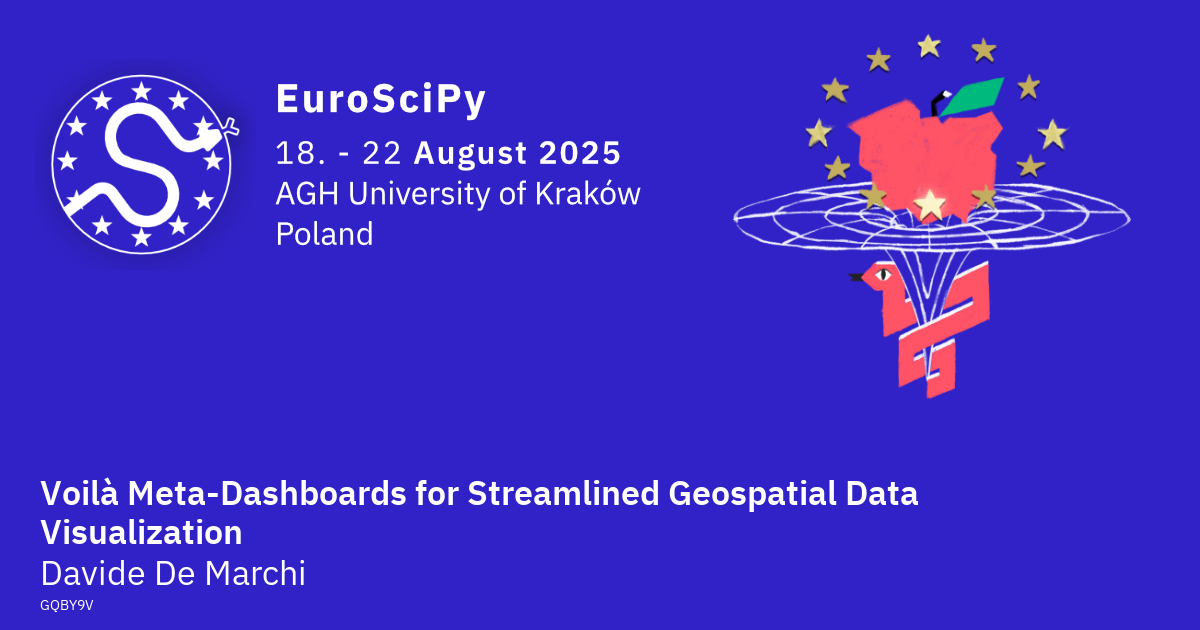 EuroSciPy
18. - 22 August 2025
AGH University of Kraków
Poland
Voilà Meta-Dashboards for Streamlined Geospatial Data
Visualization
Davide De Marchi
GQBY9V